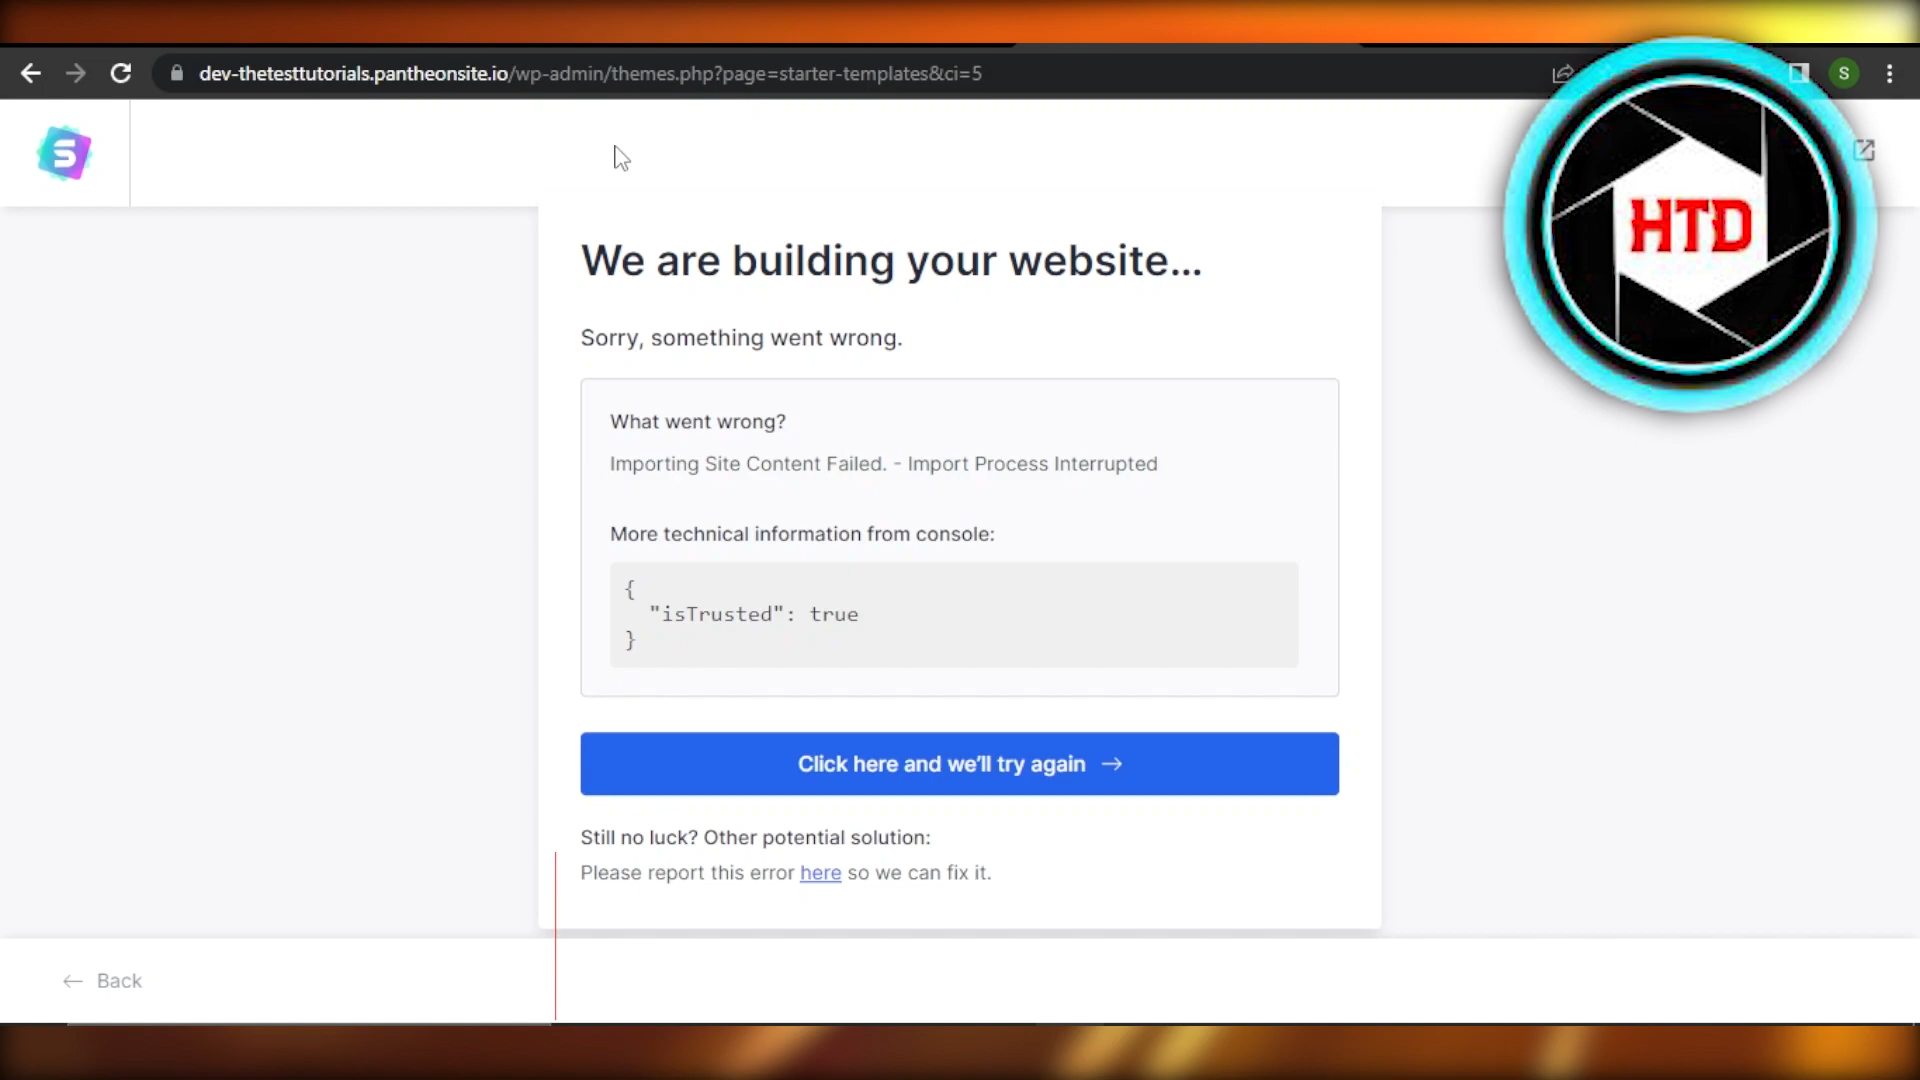 dev-thetesttutorials.pantheonsite.io/wp-admin/themes.php?page=starter-templates&ci=5
S
S
HTD
We are building your website...
Sorry, something went wrong.
What went wrong?
Importing Site Content Failed. - Import Process Interrupted
More technical information from console:
{
"isTrusted": true
}
Click here and we'll try again →
Still no luck? Other potential solution:
Please report this error here so we can fix it.
← Back